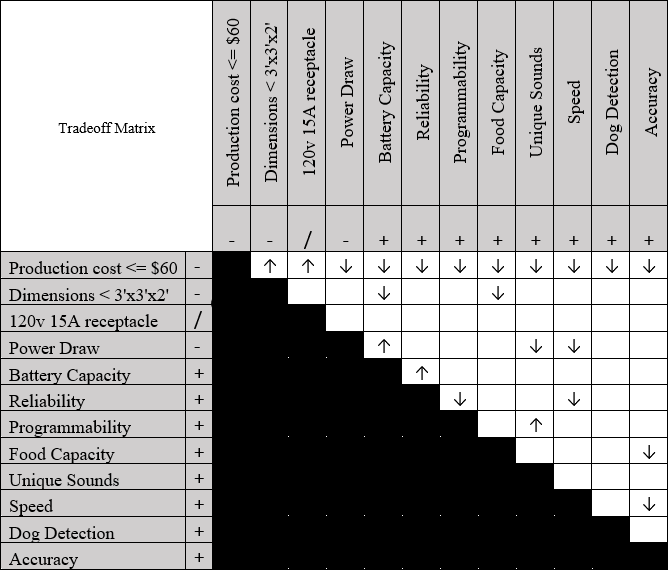 Tradeoff Matrix
Production cost <= $60
Dimensions < 3'x3'x2'
120v 15A receptacle
Power Draw
Battery Capacity
Reliability
Programmability
Food Capacity
Unique Sounds
Speed
Dog Detection
Accuracy
- - / - + + + + + + + +
Production cost <= $60 - ↑ ↑ ↓ ↓ ↓ ↓ ↓ ↓ ↓ ↓ ↓
Dimensions < 3'x3'x2' - ↓ ↓
120v 15A receptacle /
Power Draw - ↑ ↓ ↓
Battery Capacity + ↑
Reliability + ↓ ↓
Programmability + ↑
Food Capacity + ↓
Unique Sounds +
Speed + ↓
Dog Detection +
Accuracy +